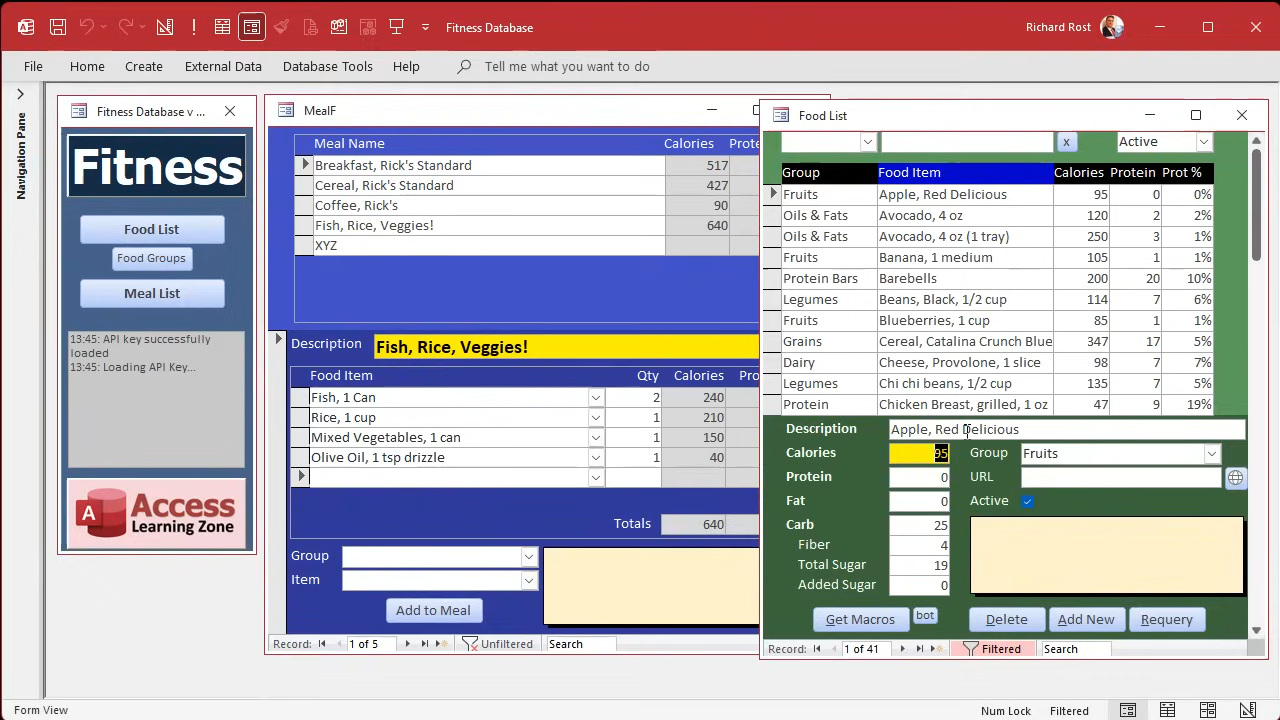 Fitness Database
Richard Rost
File Home Create External Data Database Tools Help Tell me what you want to do
Navigation Pane
Fitness Database v ...
Fitness
Food List
Food Groups
Meal List
13:45: API key successfully
loaded
13:45: Loading API Key...
Access
Learning Zone
MealF
Meal Name Calories
Breakfast, Rick's Standard 517
Cereal, Rick's Standard 427
Coffee, Rick's 90
Fish, Rice, Veggies! 640
XYZ
Description Fish, Rice, Veggies!
Food Item Qty Calories
Fish, 1 Can 2 240
Rice, 1 cup 1 210
Mixed Vegetables, 1 can 1 150
Olive Oil, 1 tsp drizzle 1 40
Totals 640
Group
Item
Add to Meal
Record: 1 of 5 Unfiltered Search
Food List
x Active
Group Food Item Calories Protein Prot %
Fruits Apple, Red Delicious 95 0 0%
Oils & Fats Avocado, 4 oz 120 2 2%
Oils & Fats Avocado, 4 oz (1 tray) 250 3 1%
Fruits Banana, 1 medium 105 1 1%
Protein Bars Barebells 200 20 10%
Legumes Beans, Black, 1/2 cup 114 7 6%
Fruits Blueberries, 1 cup 85 1 1%
Grains Cereal, Catalina Crunch Blue 347 17 5%
Dairy Cheese, Provolone, 1 slice 98 7 7%
Legumes Chi chi beans, 1/2 cup 135 7 5%
Protein Chicken Breast, grilled, 1 oz 47 9 19%
Description Apple, Red Delicious
Calories 95 Group Fruits
Protein 0 URL
Fat 0 Active
Carb 25
Fiber 4
Total Sugar 19
Added Sugar 0
Get Macros bot Delete Add New Requery
Record: 1 of 41 Filtered Search
Form View Num Lock Filtered